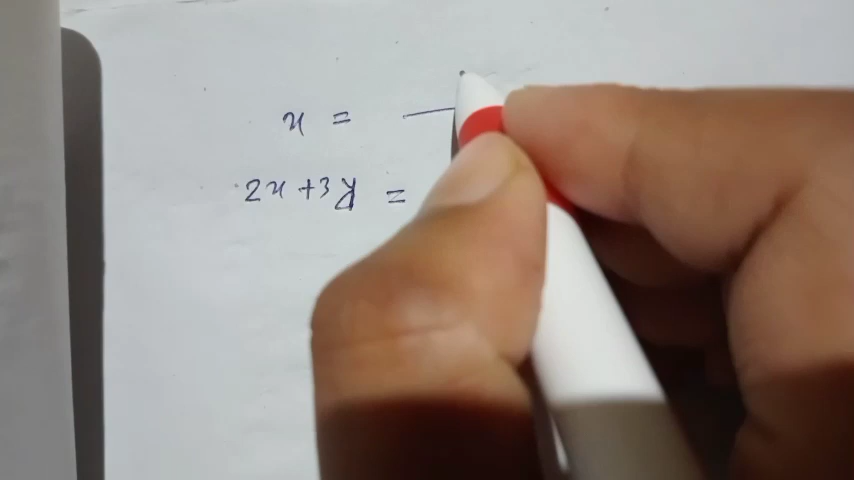 x = —
2x+3y =